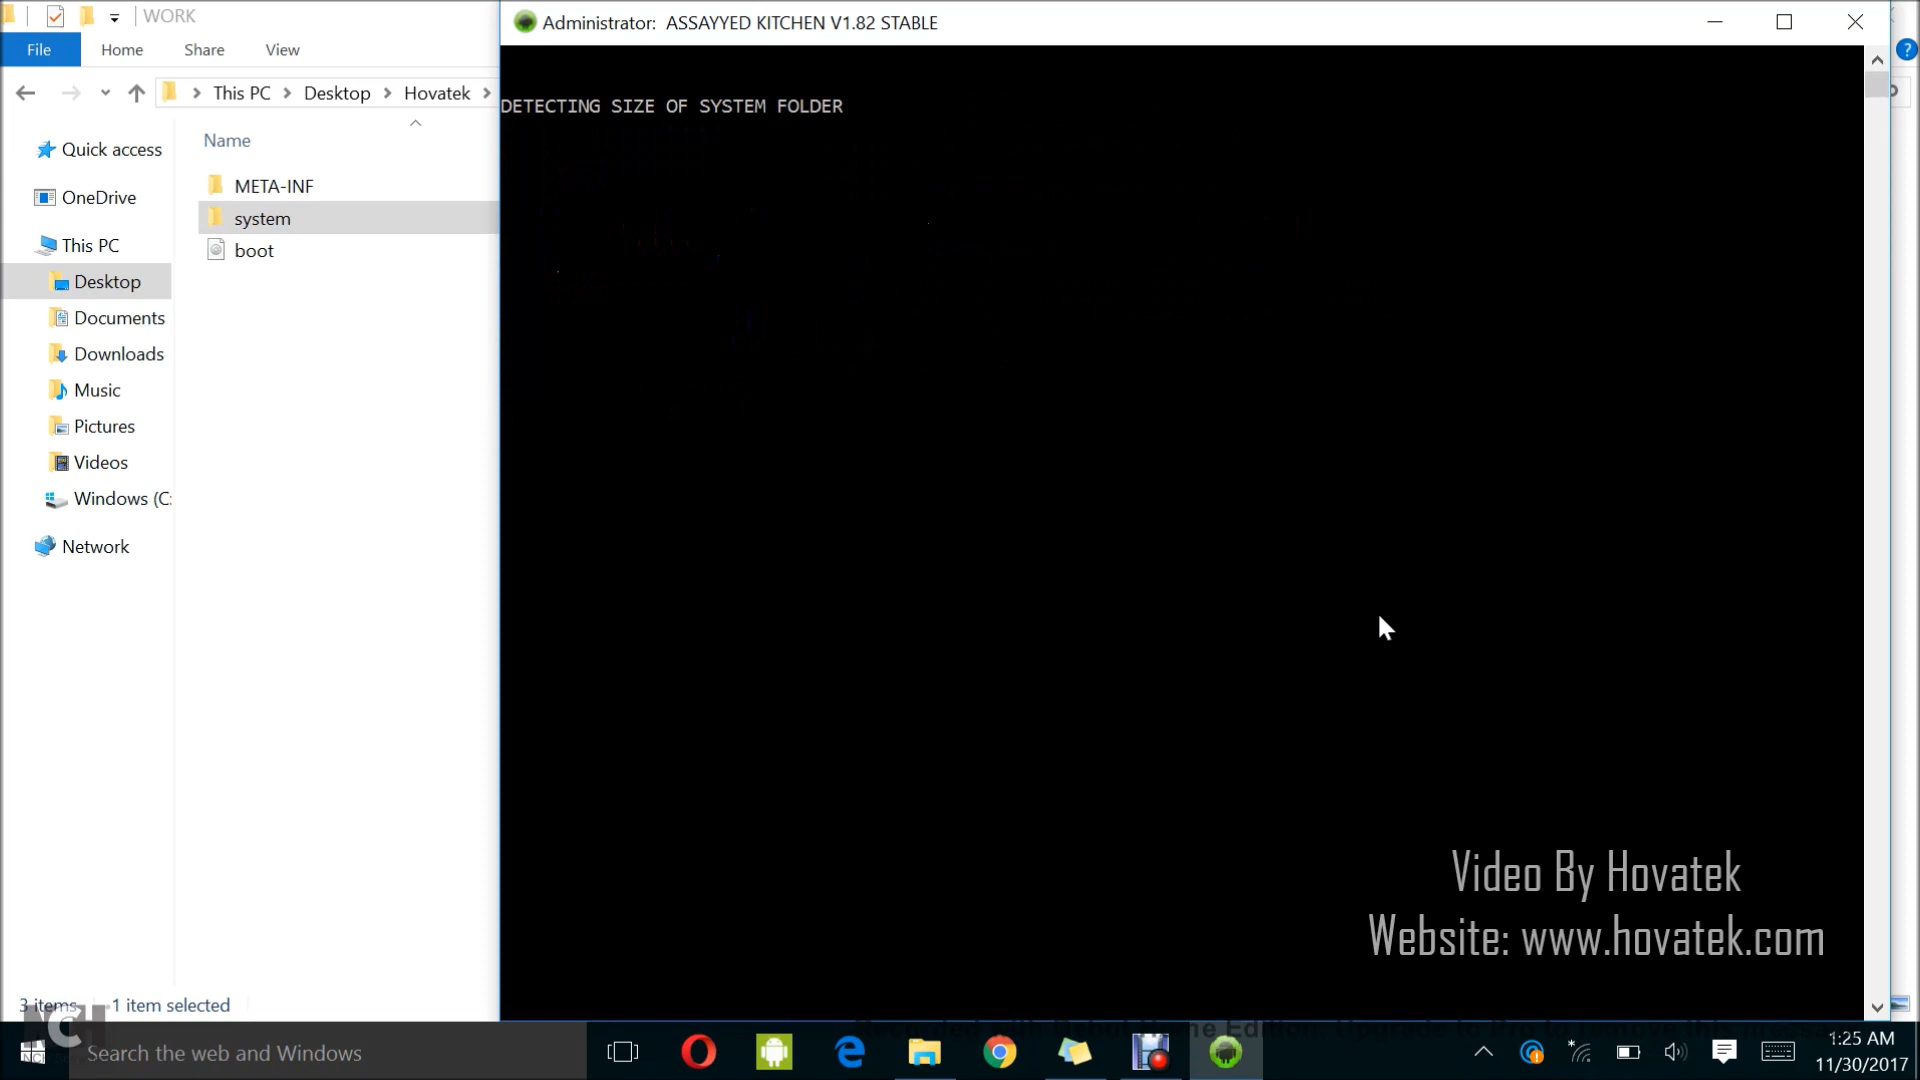 WORK
File Home Share View
This PC Desktop Hovatek
Name
META-INF
system
boot
Quick access
OneDrive
This PC
Desktop
Documents
Downloads
Music
Pictures
Videos
Windows (C:
Network
3 items 1 item selected
Administrator: ASSAYYED KITCHEN V1.82 STABLE
DETECTING SIZE OF SYSTEM FOLDER
Video By Hovatek
Website: www.hovatek.com
NCH
Search the web and Windows
1:25 AM
11/30/2017